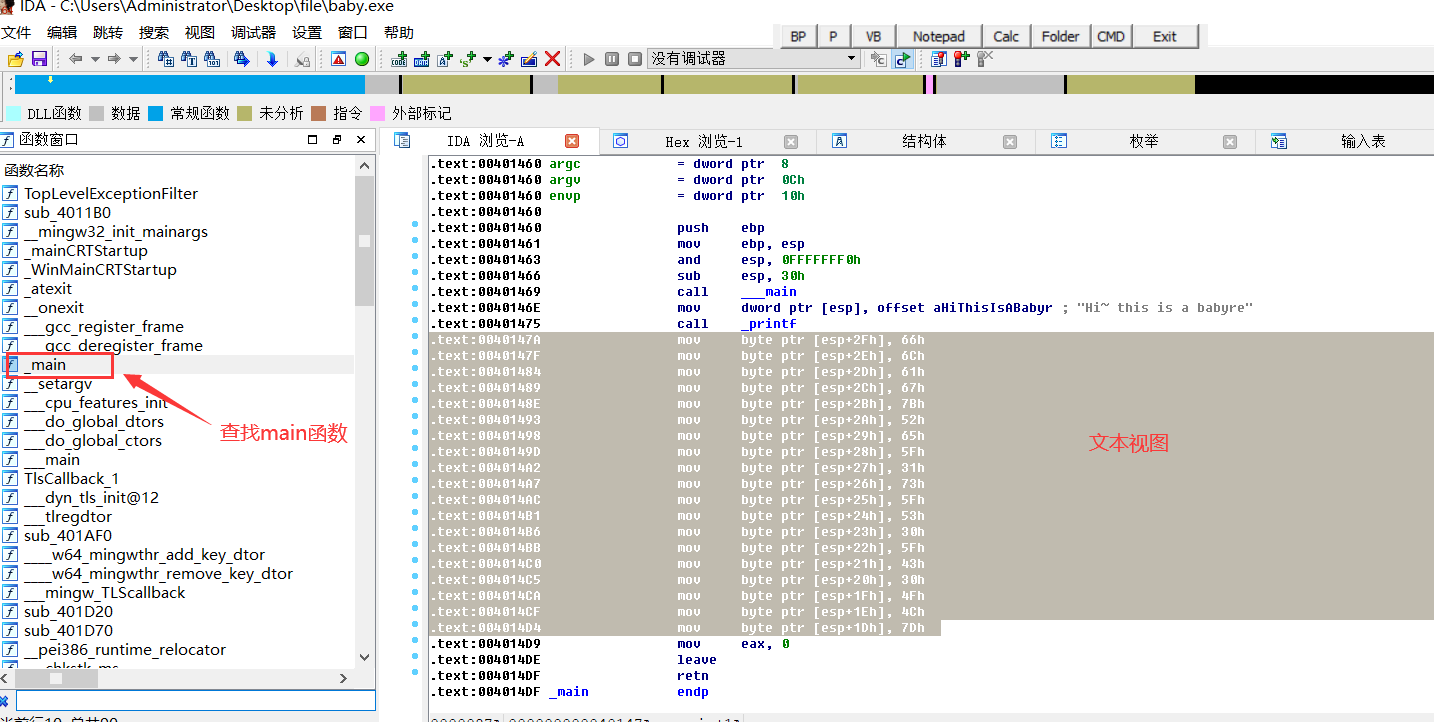 IDA - C:\Users\Administrator\Desktop\file\baby.exe
文件 编辑 跳转 搜索 视图 调试器 设置 窗口 帮助
BP P VB Notepad Calc Folder CMD Exit
没有调试器
DLL函数 数据 常规函数 未分析 指令 外部标记
函数窗口
IDA 浏览-A Hex 浏览-1 结构体 枚举 输入表
函数名称
TopLevelExceptionFilter
sub_4011B0
__mingw32_init_mainargs
_mainCRTStartup
_WinMainCRTStartup
_atexit
__onexit
___gcc_register_frame
___gcc_deregister_frame
_main
__setargv
___cpu_features_init
___do_global_dtors
___do_global_ctors
___main
TlsCallback_1
___dyn_tls_init@12
___tlregdtor
sub_401AF0
____w64_mingwthr_add_key_dtor
____w64_mingwthr_remove_key_dtor
___mingw_TLScallback
sub_401D20
sub_401D70
__pei386_runtime_relocator
___chkstk_ms
查找main函数
.text:00401460 argc = dword ptr 8
.text:00401460 argv = dword ptr 0Ch
.text:00401460 envp = dword ptr 10h
.text:00401460
.text:00401460 push ebp
.text:00401461 mov ebp, esp
.text:00401463 and esp, 0FFFFFFF0h
.text:00401466 sub esp, 30h
.text:00401469 call ___main
.text:0040146E mov dword ptr [esp], offset aHiThisIsABabyr ; "Hi~ this is a babyre"
.text:00401475 call _printf
.text:0040147A mov byte ptr [esp+2Fh], 66h
.text:0040147F mov byte ptr [esp+2Eh], 6Ch
.text:00401484 mov byte ptr [esp+2Dh], 61h
.text:00401489 mov byte ptr [esp+2Ch], 67h
.text:0040148E mov byte ptr [esp+2Bh], 7Bh
.text:00401493 mov byte ptr [esp+2Ah], 52h
.text:00401498 mov byte ptr [esp+29h], 65h
.text:0040149D mov byte ptr [esp+28h], 5Fh
.text:004014A2 mov byte ptr [esp+27h], 31h
.text:004014A7 mov byte ptr [esp+26h], 73h
.text:004014AC mov byte ptr [esp+25h], 5Fh
.text:004014B1 mov byte ptr [esp+24h], 53h
.text:004014B6 mov byte ptr [esp+23h], 30h
.text:004014BB mov byte ptr [esp+22h], 5Fh
.text:004014C0 mov byte ptr [esp+21h], 43h
.text:004014C5 mov byte ptr [esp+20h], 30h
.text:004014CA mov byte ptr [esp+1Fh], 4Fh
.text:004014CF mov byte ptr [esp+1Eh], 4Ch
.text:004014D4 mov byte ptr [esp+1Dh], 7Dh
.text:004014D9 mov eax, 0
.text:004014DE leave
.text:004014DF retn
.text:004014DF _main endp
文本视图